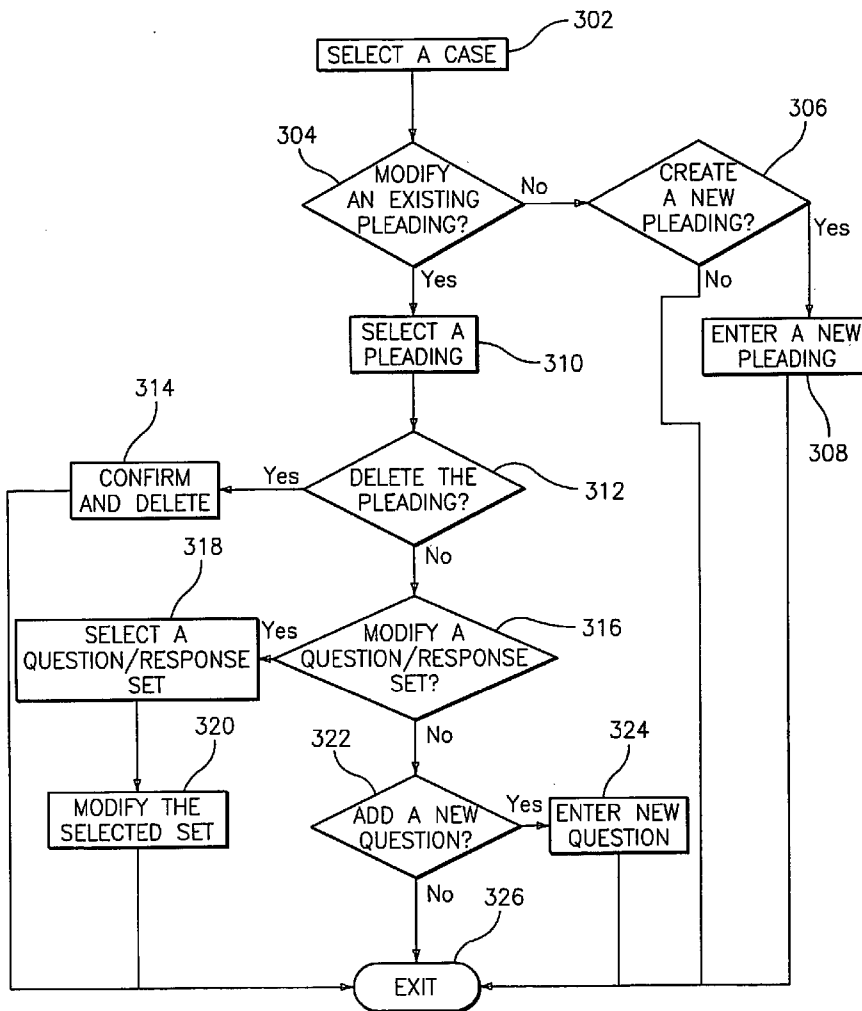 302
SELECT A CASE
304
306
MODIFY
AN EXISTING
PLEADING?
No
CREATE
A NEW
PLEADING?
Yes
Yes
No
SELECT A
PLEADING
310
ENTER A NEW
PLEADING
308
314
CONFIRM
AND DELETE
Yes
DELETE THE
PLEADING?
312
No
318
SELECT A
QUESTION/RESPONSE
SET
Yes
MODIFY A
QUESTION/RESPONSE
SET?
316
No
320
MODIFY THE
SELECTED SET
322
ADD A NEW
QUESTION?
Yes
324
ENTER NEW
QUESTION
No
326
EXIT